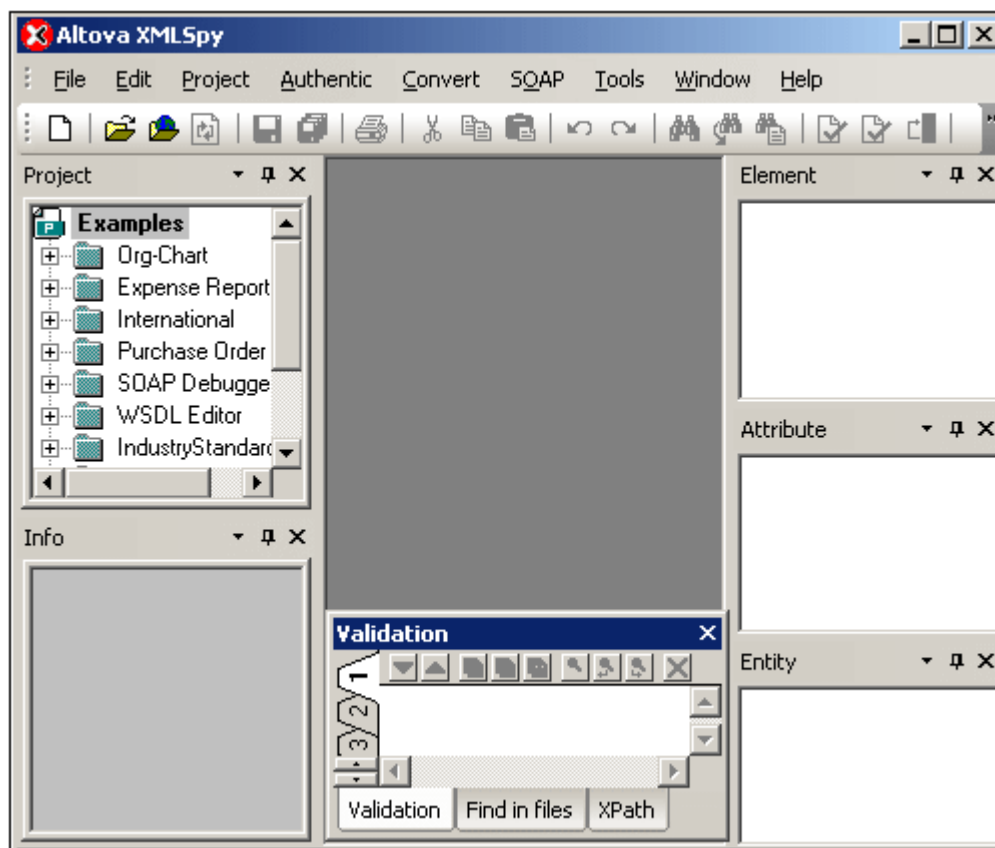 Altova XMLSpy
File Edit Project Authentic Convert SOAP Tools Window Help
Project
Examples
Org-Chart
Expense Report
International
Purchase Order
SOAP Debugge
WSDL Editor
IndustryStandard
Info
Validation
1
2
3
Validation Find in files XPath
Element
Attribute
Entity